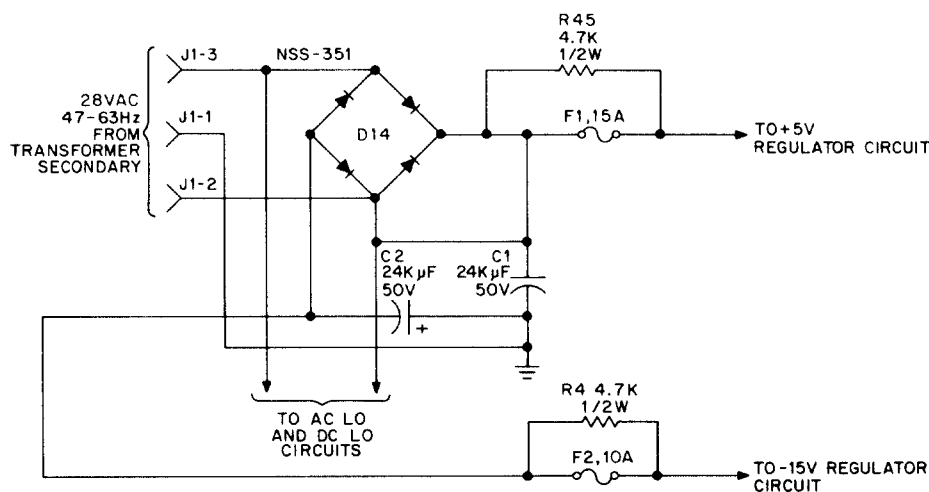 R45
4.7K
1/2W
J1-3
NSS-351
28VAC
47-63Hz
FROM
TRANSFORMER
SECONDARY
J1-1
D14
F1,15A
TO+5V
REGULATOR CIRCUIT
J1-2
C2
24KµF
50V
C1
24KµF
50V
+
R4 4.7K
1/2W
TO AC LO
AND DC LO
CIRCUITS
F2,10A
TO-15V REGULATOR
CIRCUIT